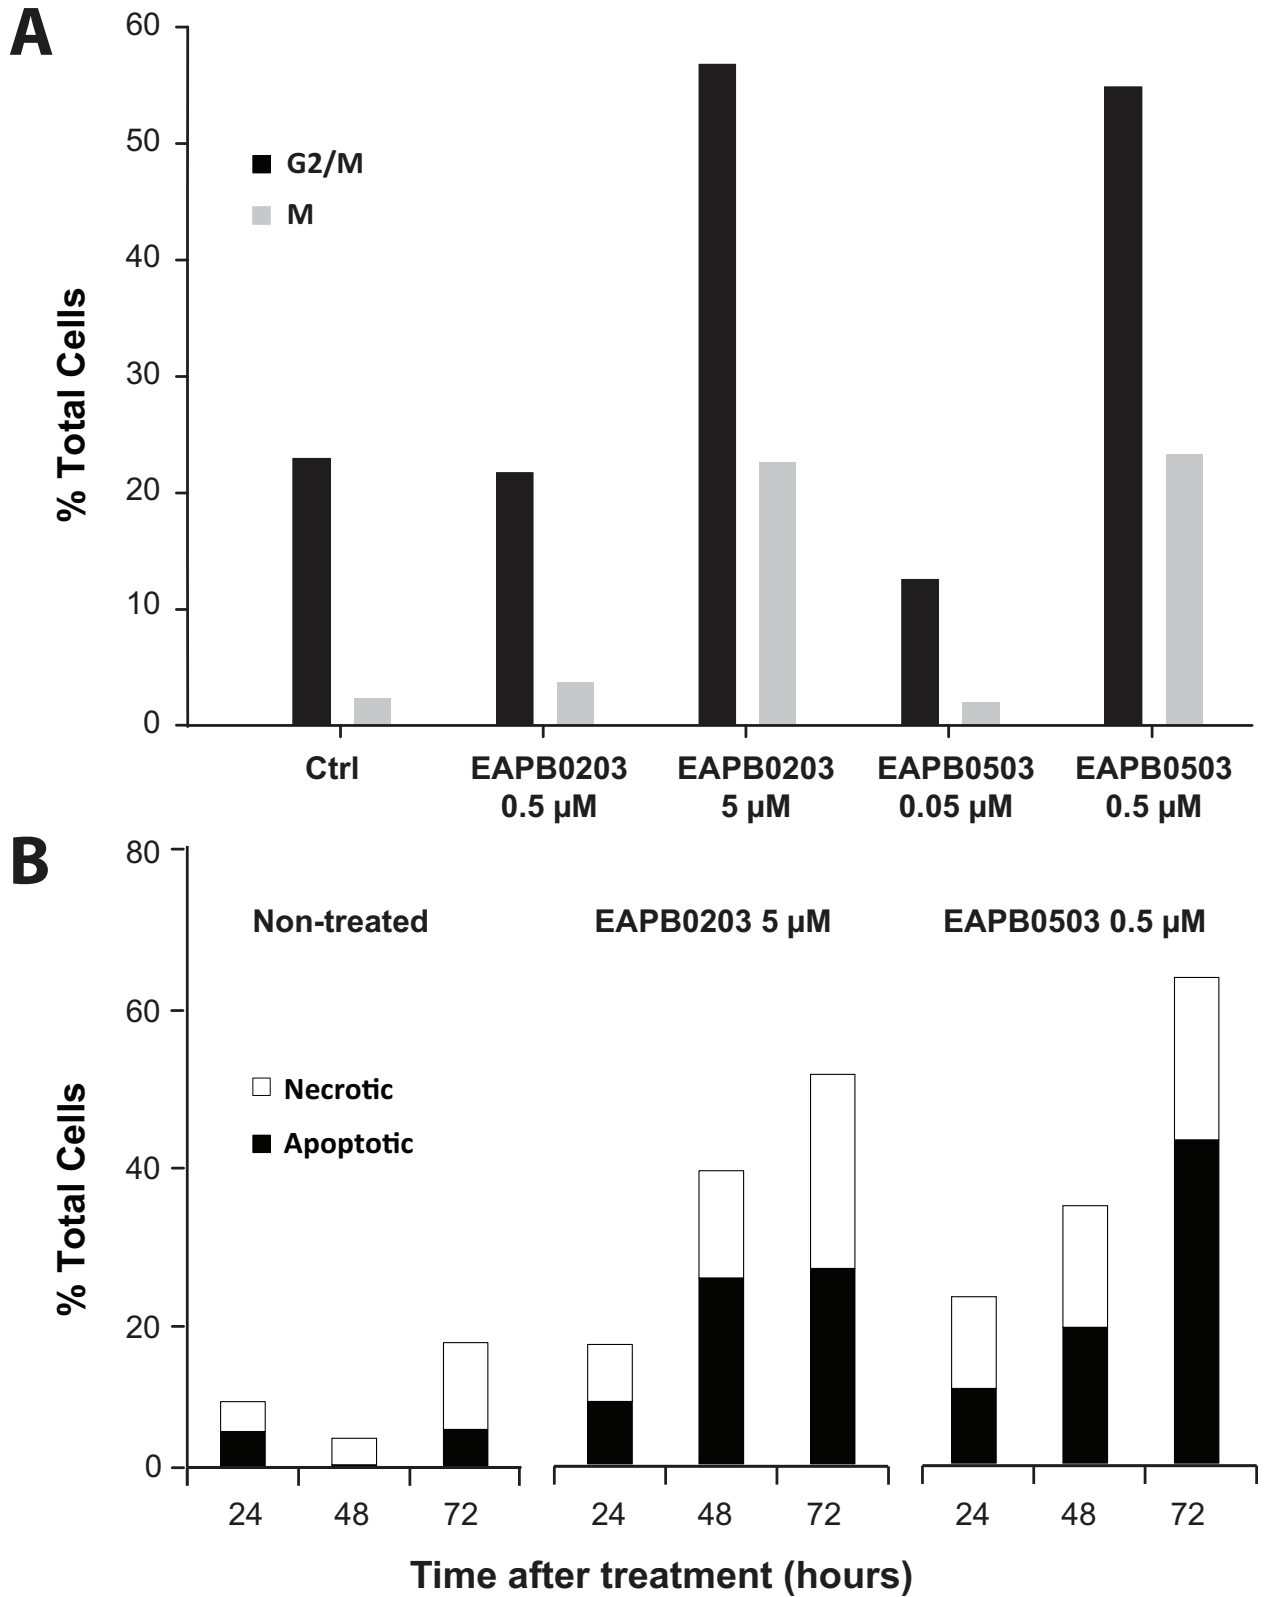 A
60
50
40
30
20
10
0
% Total Cells
G2/M
M
Ctrl
EAPB0203
0.5 µM
EAPB0203
5 µM
EAPB0503
0.05 µM
EAPB0503
0.5 µM
B
80
60
40
20
0
% Total Cells
Non-treated
EAPB0203 5 µM
EAPB0503 0.5 µM
Necrotic
Apoptotic
24 48 72
24 48 72
24 48 72
Time after treatment (hours)